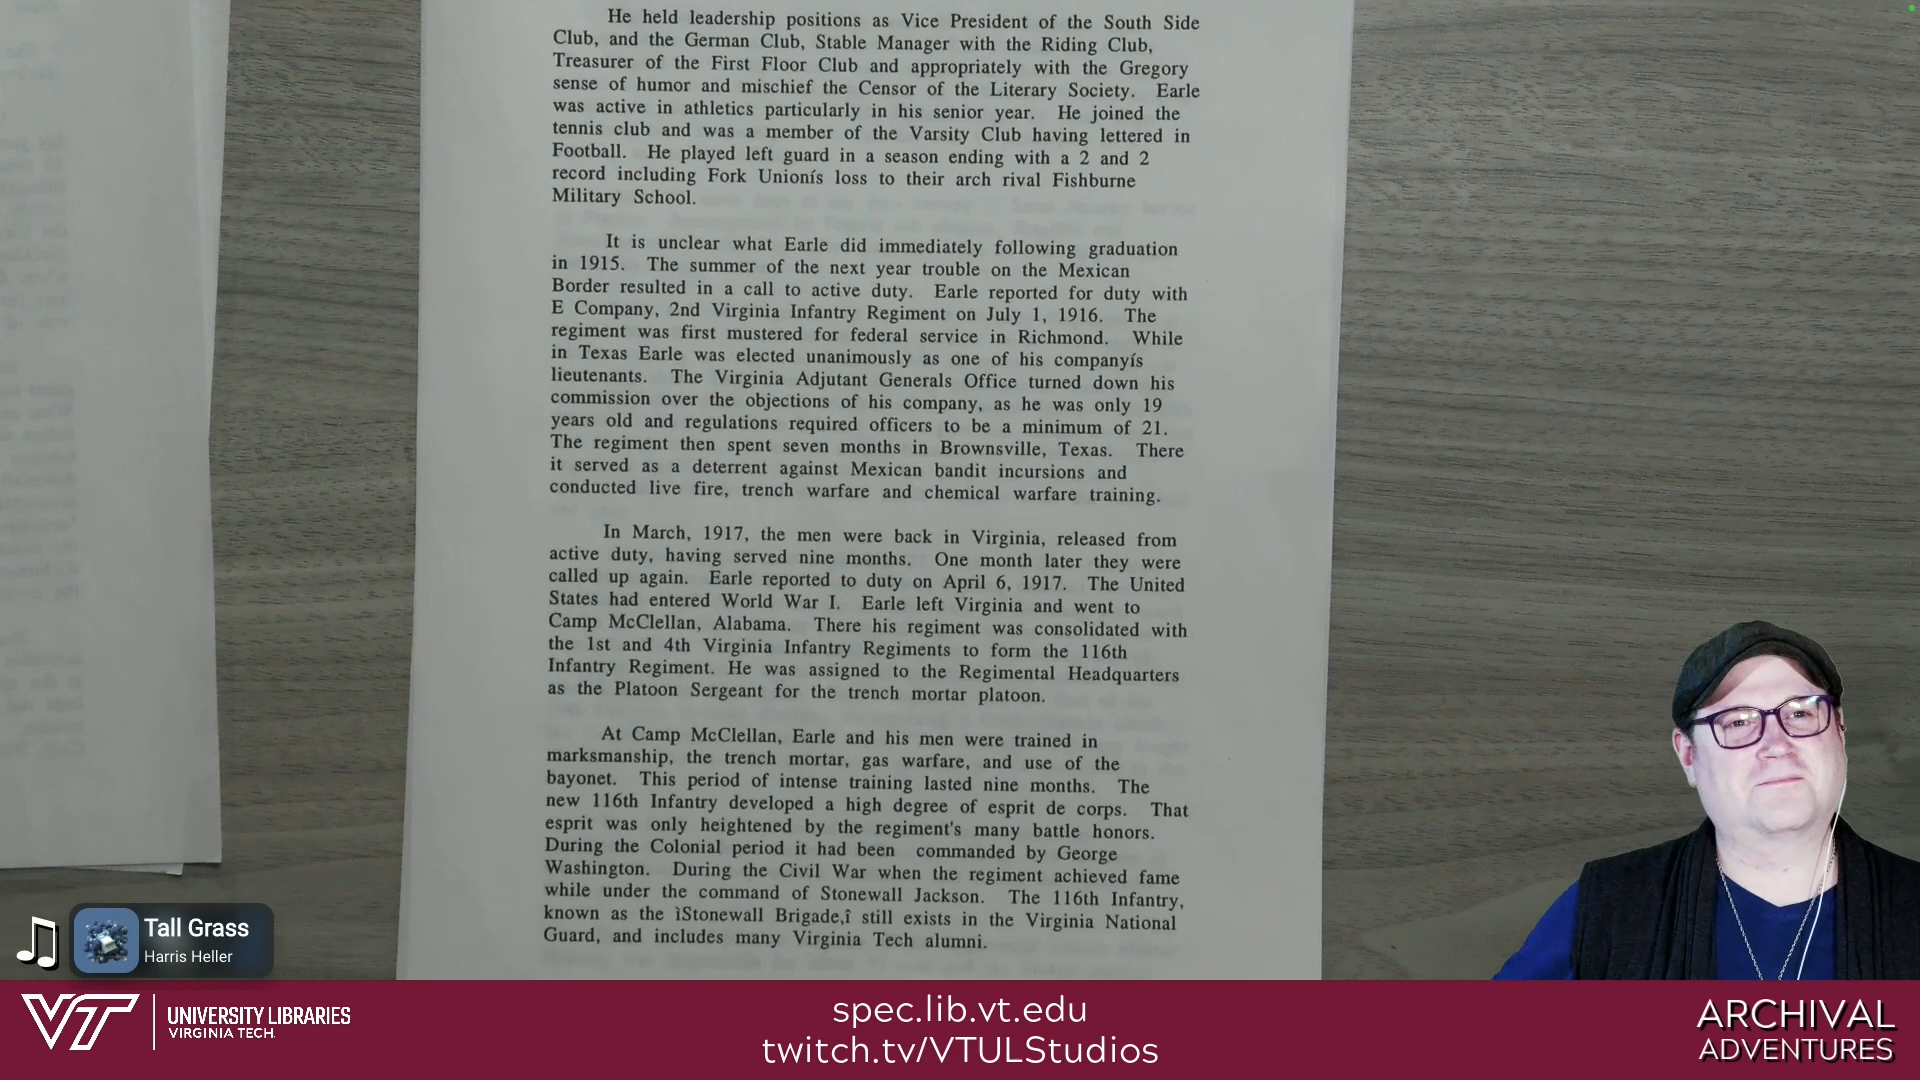 He held leadership positions as Vice President of the South Side
Club, and the German Club, Stable Manager with the Riding Club,
Treasurer of the First Floor Club and appropriately with the Gregory
sense of humor and mischief the Censor of the Literary Society. Earle
was active in athletics particularly in his senior year. He joined the
tennis club and was a member of the Varsity Club having lettered in
Football. He played left guard in a season ending with a 2 and 2
record including Fork Unionís loss to their arch rival Fishburne
Military School.
It is unclear what Earle did immediately following graduation
in 1915. The summer of the next year trouble on the Mexican
Border resulted in a call to active duty. Earle reported for duty with
E Company, 2nd Virginia Infantry Regiment on July 1, 1916. The
regiment was first mustered for federal service in Richmond. While
in Texas Earle was elected unanimously as one of his companyís
lieutenants. The Virginia Adjutant Generals Office turned down his
commission over the objections of his company, as he was only 19
years old and regulations required officers to be a minimum of 21.
The regiment then spent seven months in Brownsville, Texas. There
it served as a deterrent against Mexican bandit incursions and
conducted live fire, trench warfare and chemical warfare training.
In March, 1917, the men were back in Virginia, released from
active duty, having served nine months. One month later they were
called up again. Earle reported to duty on April 6, 1917. The United
States had entered World War I. Earle left Virginia and went to
Camp McClellan, Alabama. There his regiment was consolidated with
the 1st and 4th Virginia Infantry Regiments to form the 116th
Infantry Regiment. He was assigned to the Regimental Headquarters
as the Platoon Sergeant for the trench mortar platoon.
At Camp McClellan, Earle and his men were trained in
marksmanship, the trench mortar, gas warfare, and use of the
bayonet. This period of intense training lasted nine months. The
new 116th Infantry developed a high degree of esprit de corps. That
esprit was only heightened by the regiment's many battle honors.
During the Colonial period it had been commanded by George
Washington. During the Civil War when the regiment achieved fame
while under the command of Stonewall Jackson. The 116th Infantry,
known as the ìStonewall Brigade,î still exists in the Virginia National
Guard, and includes many Virginia Tech alumni.
Tall Grass
Harris Heller
VT
UNIVERSITY LIBRARIES
VIRGINIA TECH
spec.lib.vt.edu
twitch.tv/VTULStudios
ARCHIVAL
ADVENTURES